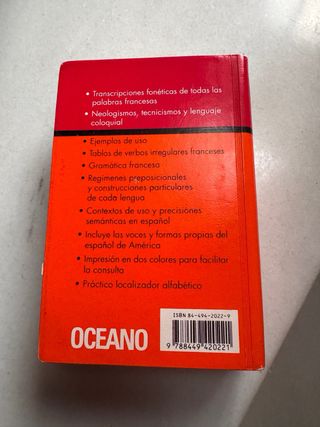 • Transcripciones fonéticas de todas las
palabras francesas
• Neologismos, tecnicismos y lenguaje
coloquial
• Ejemplos de uso
• Tablas de verbos irregulares franceses
• Gramática francesa
• Regímenes preposicionales
y construcciones particulares
de cada lengua
• Contextos de uso y precisiones
semánticas en español
• Incluye las voces y formas propias del
español de América
• Impresión en dos colores para facilitar
la consulta
• Práctico localizador alfabético
ISBN 84-494-2022-9
OCEANO
9 788449 420221